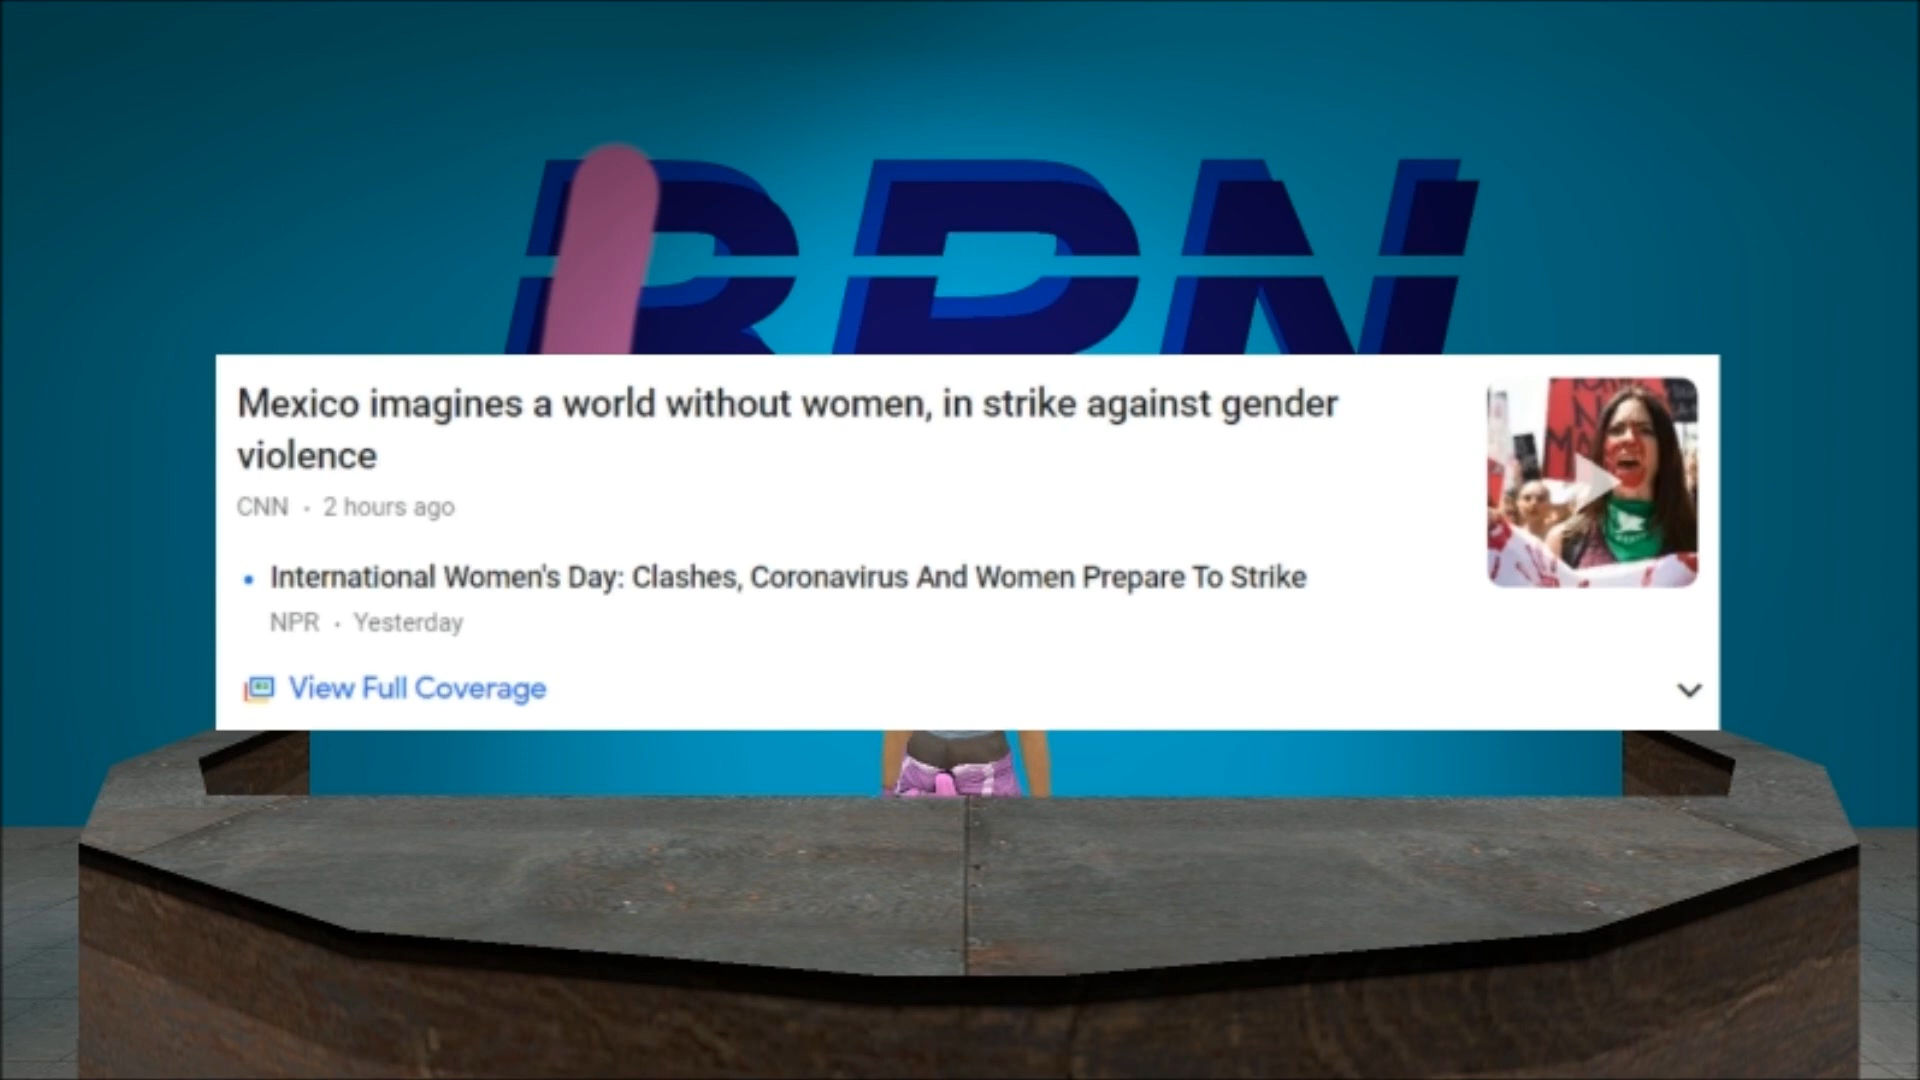 RPN
Mexico imagines a world without women, in strike against gender
violence
CNN · 2 hours ago
• International Women's Day: Clashes, Coronavirus And Women Prepare To Strike
NPR · Yesterday
View Full Coverage